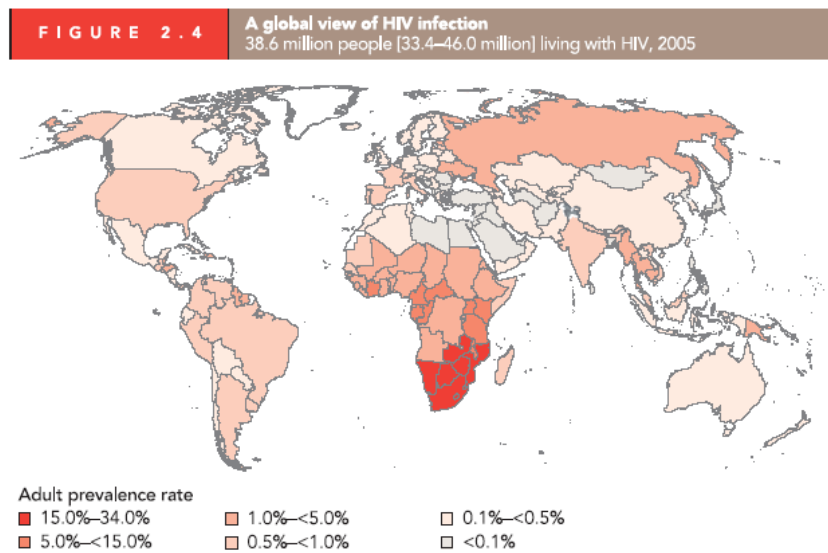 FIGURE 2.4
A global view of HIV infection
38.6 million people [33.4–46.0 million] living with HIV, 2005
Adult prevalence rate
15.0%–34.0%
5.0%–<15.0%
1.0%–<5.0%
0.5%–<1.0%
0.1%–<0.5%
<0.1%